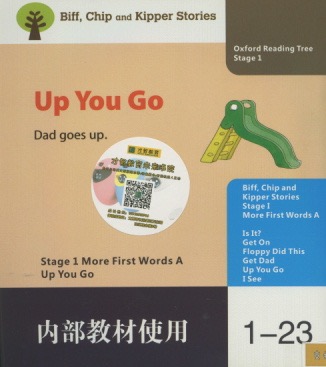 Biff, Chip and Kipper Stories
Oxford Reading Tree
Stage 1
Up You Go
Dad goes up.
Biff, Chip and
Kipper Stories
Stage I
More First Words A
Is It?
Get On
Floppy Did This
Get Dad
Up You Go
I See
Stage 1 More First Words A
Up You Go
内部教材使用
1-23